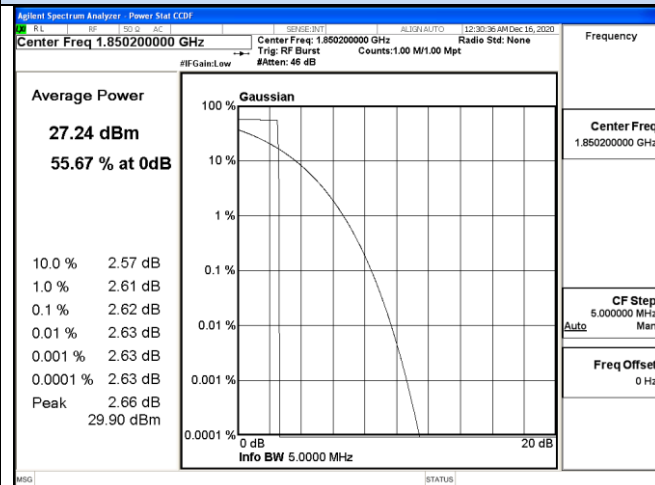 Agilent Spectrum Analyzer - Power Stat CCDF
RL RF 50 Ω AC SENSE:INT ALIGN AUTO 12:30:36 AM Dec 16, 2020
Center Freq 1.850200000 GHz
Center Freq: 1.850200000 GHz Radio Std: None
Trig: RF Burst Counts:1.00 M/1.00 Mpt
#IFGain:Low #Atten: 46 dB
Frequency
Average Power
27.24 dBm
55.67 % at 0dB
10.0 % 2.57 dB
1.0 % 2.61 dB
0.1 % 2.62 dB
0.01 % 2.63 dB
0.001 % 2.63 dB
0.0001 % 2.63 dB
Peak 2.66 dB
29.90 dBm
Gaussian
100 %
10 %
1 %
0.1 %
0.01 %
0.001 %
0.0001 %
0 dB 20 dB
Info BW 5.0000 MHz
Center Freq
1.850200000 GHz
CF Step
5.000000 MHz
Auto Man
Freq Offset
0 Hz
MSG STATUS